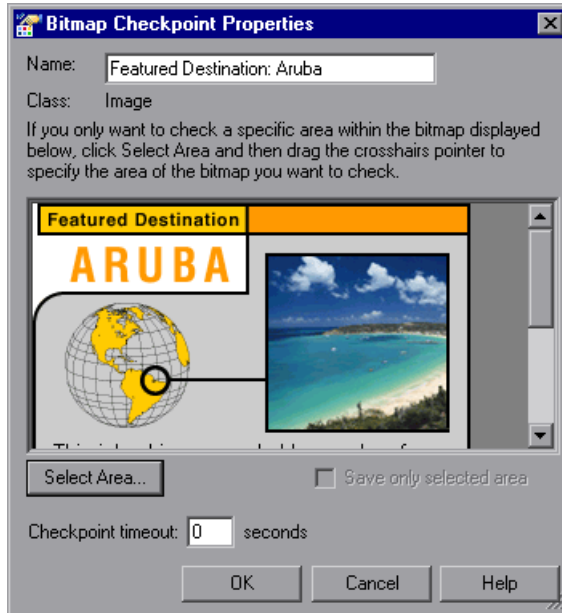 Bitmap Checkpoint Properties
Name: Featured Destination: Aruba
Class: Image
If you only want to check a specific area within the bitmap displayed
below, click Select Area and then drag the crosshairs pointer to
specify the area of the bitmap you want to check.
Featured Destination
ARUBA
Select Area...
Save only selected area
Checkpoint timeout: 0 seconds
OK Cancel Help